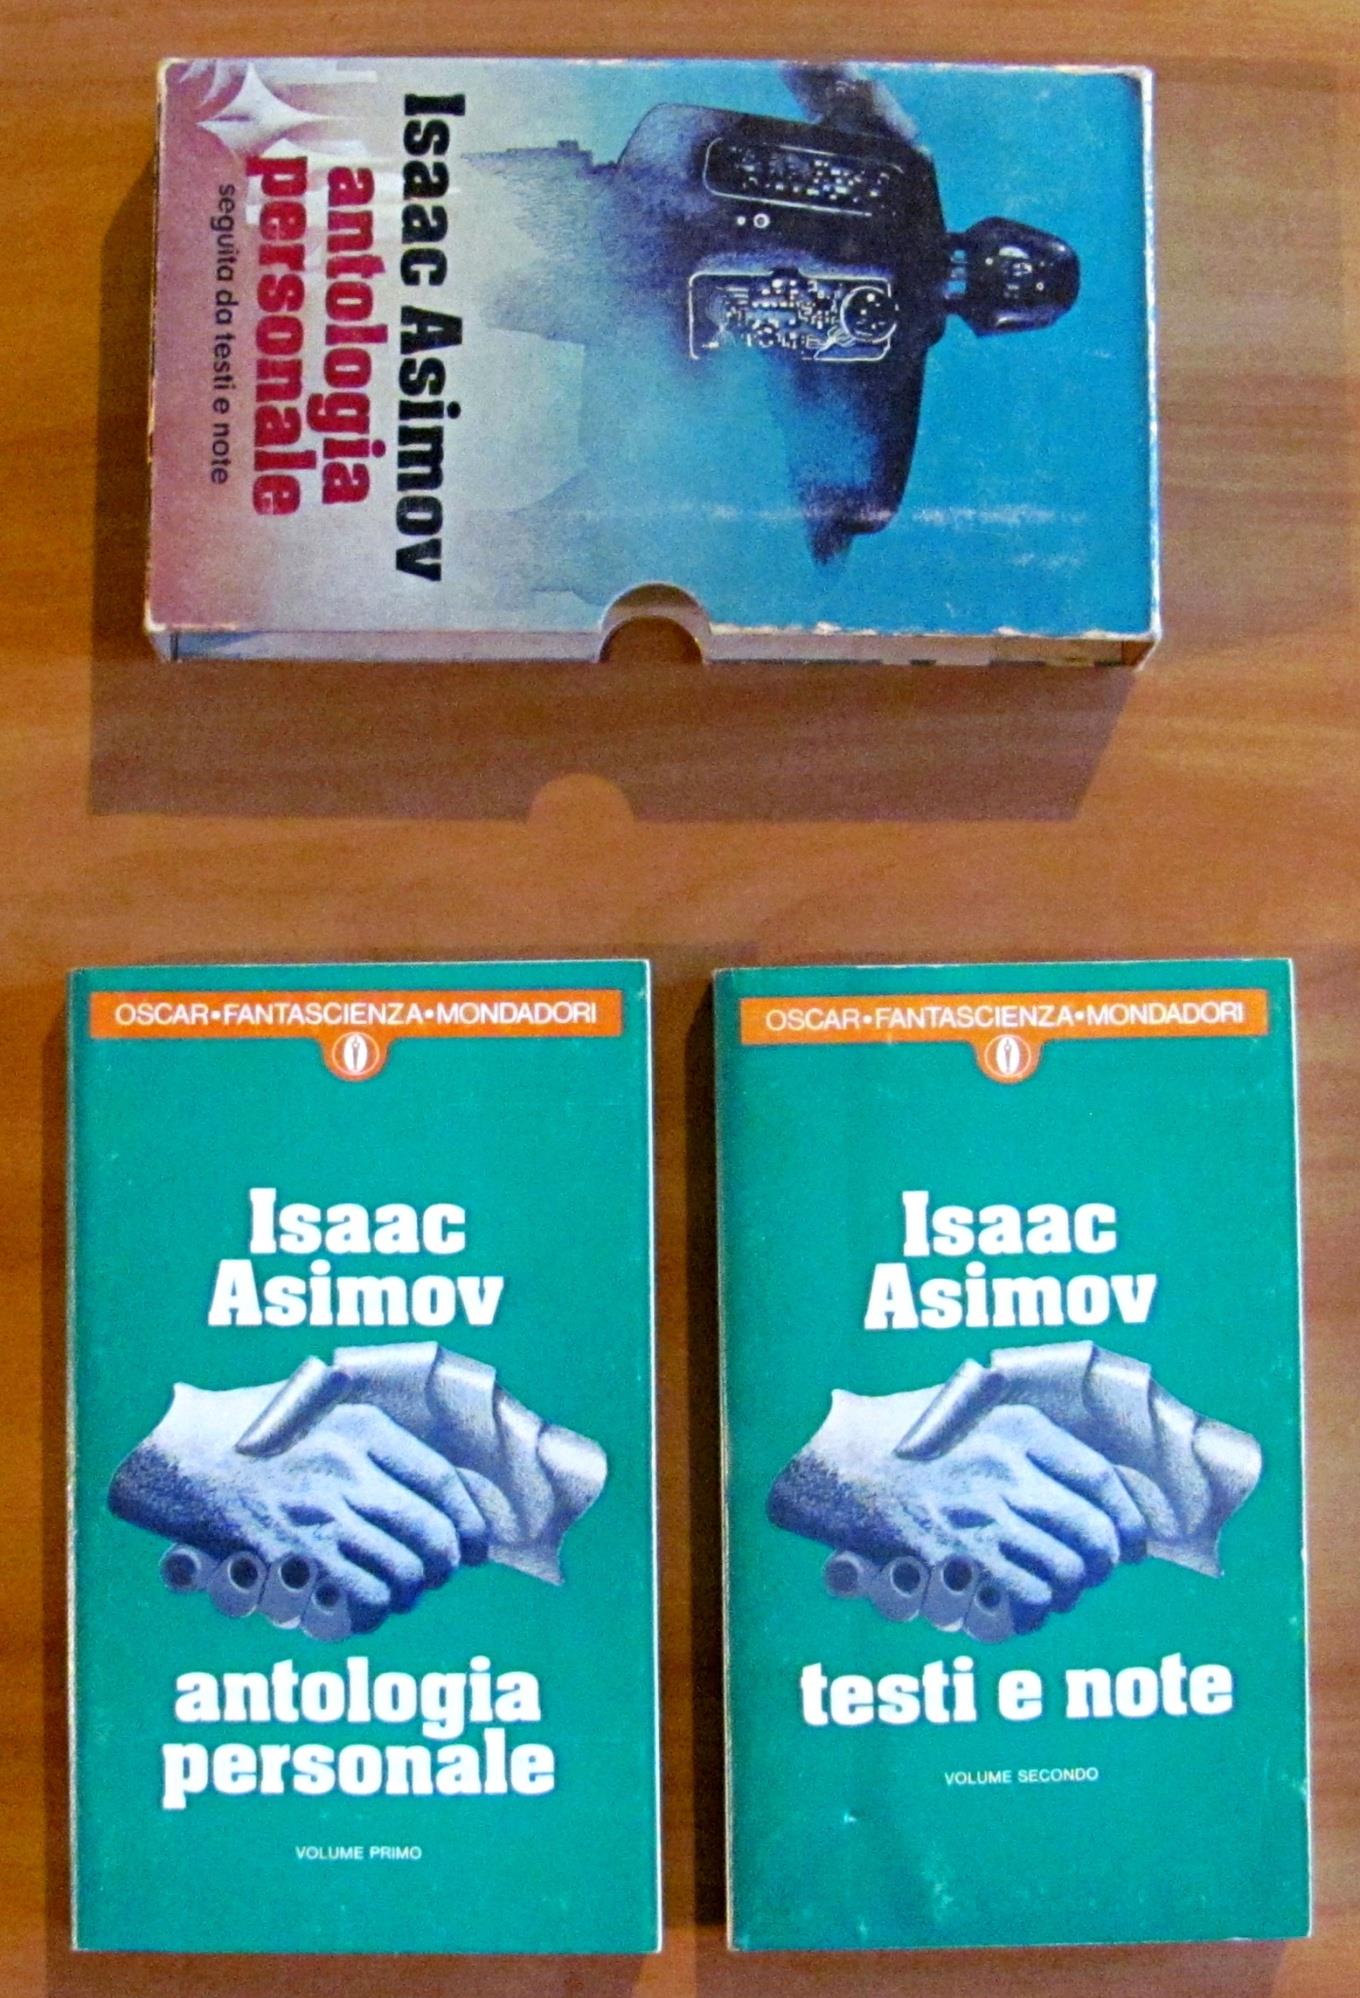 Isaac Asimov
antologia
personale
seguita da testi e note
OSCAR•FANTASCIENZA•MONDADORI
Isaac
Asimov
antologia
personale
VOLUME PRIMO
OSCAR•FANTASCIENZA•MONDADORI
Isaac
Asimov
testi e note
VOLUME SECONDO